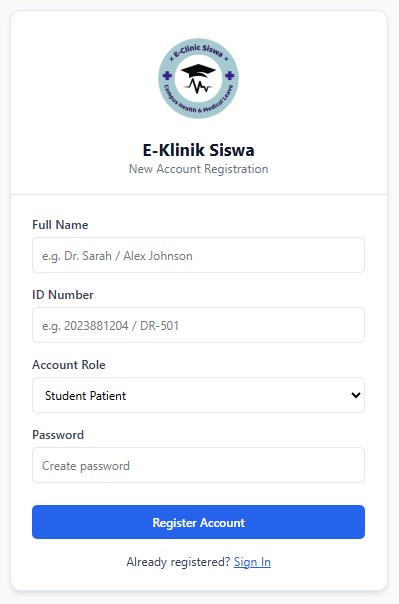 E-Clinic Siswa
Campus Health & Medical Leave
E-Klinik Siswa
New Account Registration
Full Name
e.g. Dr. Sarah / Alex Johnson
ID Number
e.g. 2023881204 / DR-501
Account Role
Student Patient
Password
Create password
Register Account
Already registered? Sign In